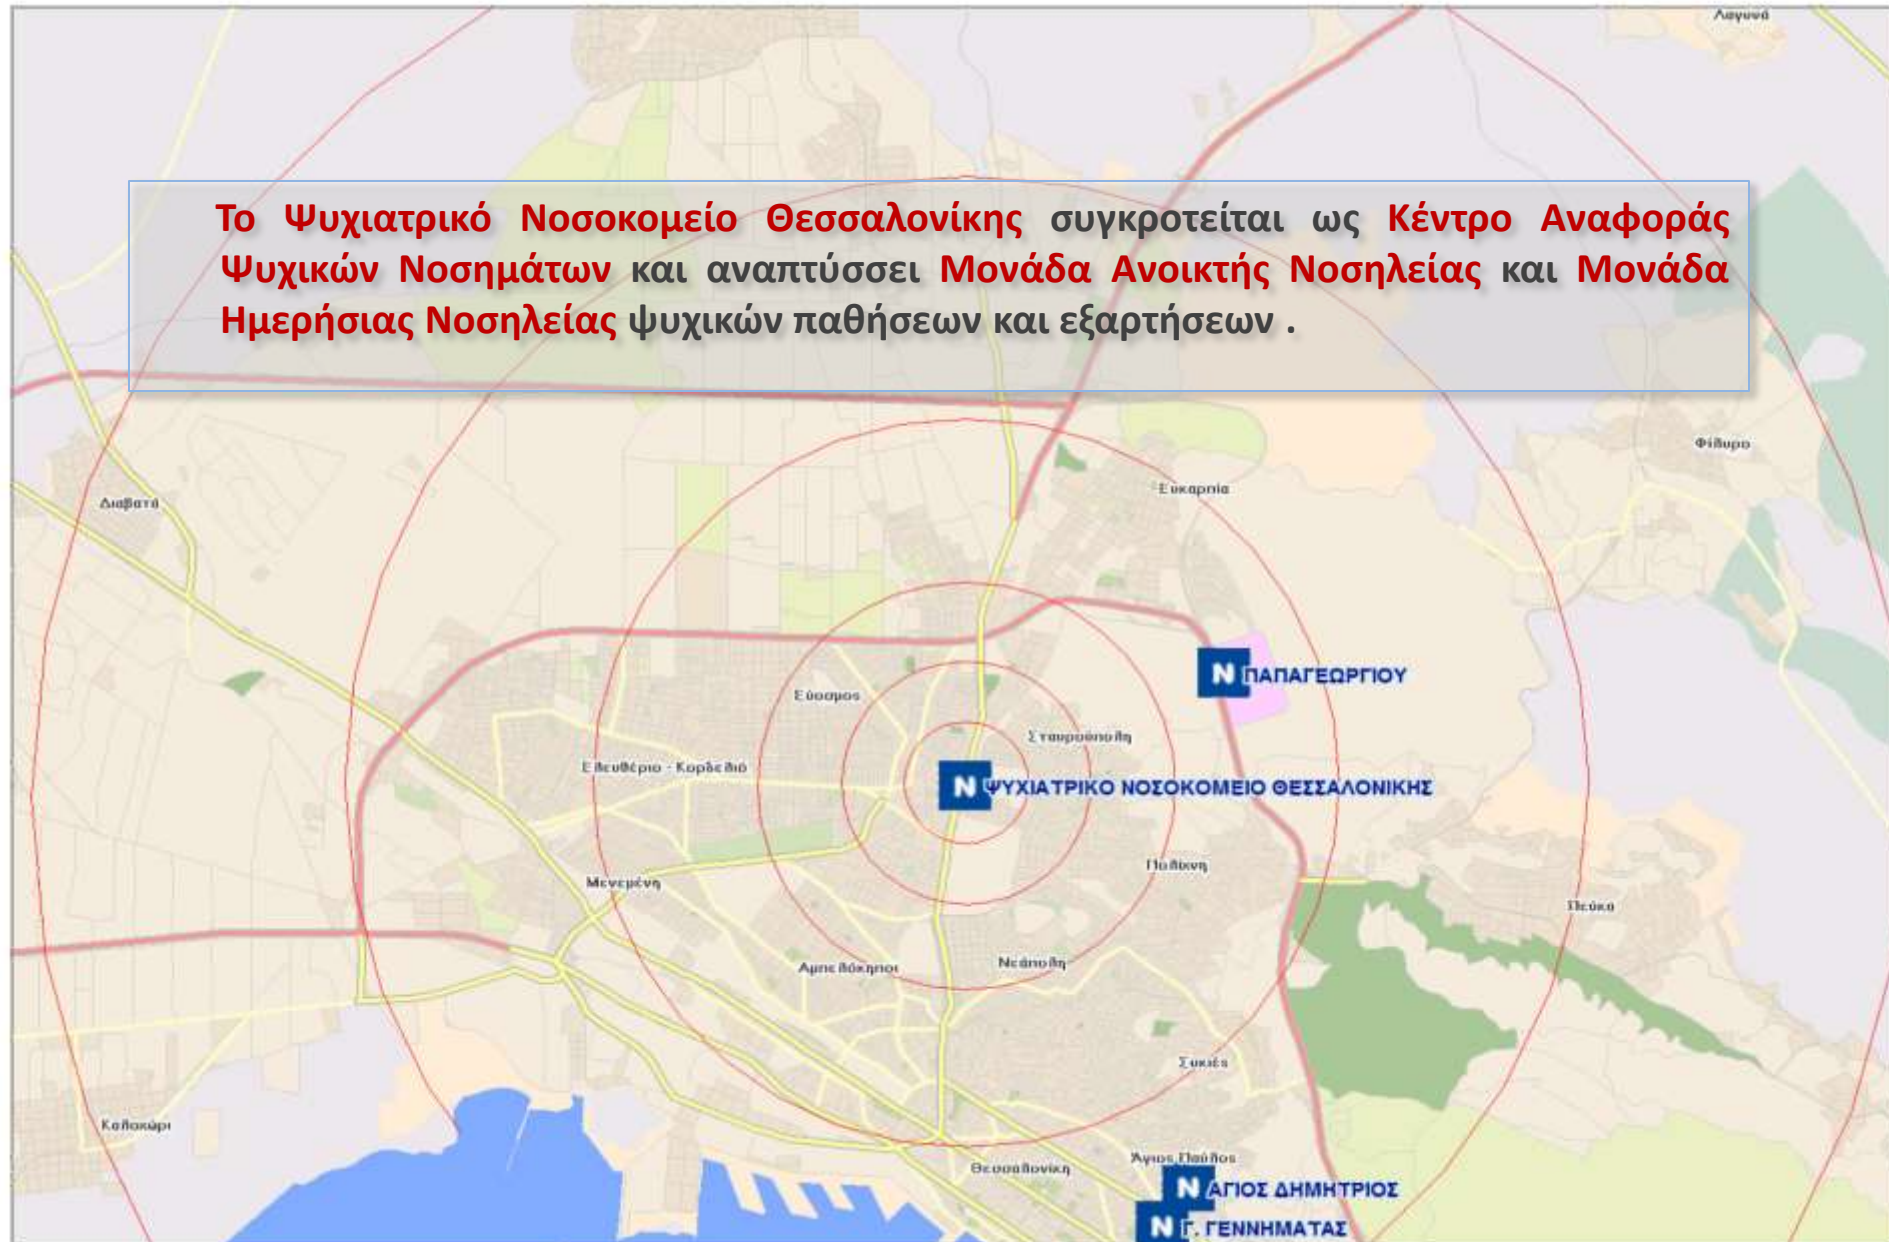 Λαγυνά
Το Ψυχιατρικό Νοσοκομείο Θεσσαλονίκης συγκροτείται ως Κέντρο Αναφοράς
Ψυχικών Νοσημάτων και αναπτύσσει Μονάδα Ανοικτής Νοσηλείας και Μονάδα
Ημερήσιας Νοσηλείας ψυχικών παθήσεων και εξαρτήσεων .
Φίλυρο
Ευκαρπία
Διαβατά
Ν ΠΑΠΑΓΕΩΡΓΙΟΥ
Εύοσμος
Σταυρούπολη
Ελευθέριο - Κορδελιό
Ν ΨΥΧΙΑΤΡΙΚΟ ΝΟΣΟΚΟΜΕΙΟ ΘΕΣΣΑΛΟΝΙΚΗΣ
Πολίχνη
Μενεμένη
Πεύκα
Αμπελόκηποι
Νεάπολη
Συκιές
Καλοχώρι
Θεσσαλονίκη
Άγιος Παύλος
Ν ΑΓΙΟΣ ΔΗΜΗΤΡΙΟΣ
Ν Γ. ΓΕΝΝΗΜΑΤΑΣ